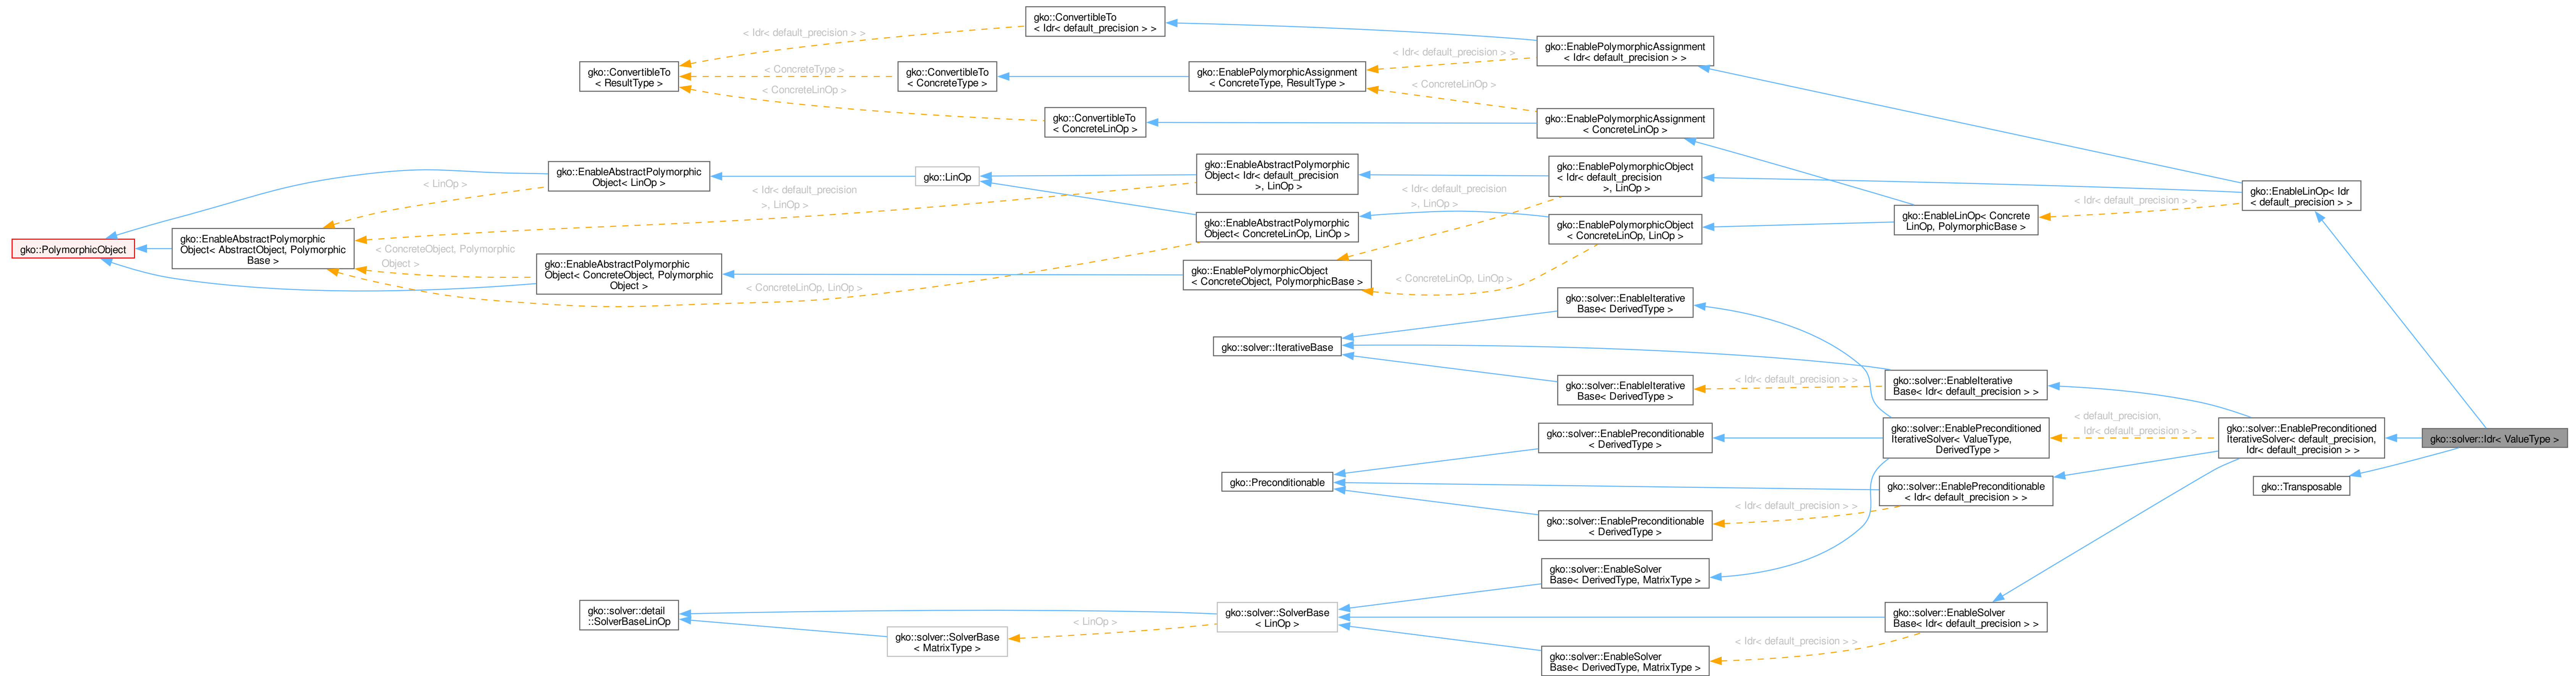 gko::ConvertibleTo
< Idr< default_precision > >
< Idr< default_precision > >
gko::EnablePolymorphicAssignment
< Idr< default_precision > >
< Idr< default_precision > >
gko::ConvertibleTo
< ResultType >
< ConcreteType >
gko::ConvertibleTo
< ConcreteType >
gko::EnablePolymorphicAssignment
< ConcreteType, ResultType >
< ConcreteLinOp >
< ConcreteLinOp >
gko::ConvertibleTo
< ConcreteLinOp >
gko::EnablePolymorphicAssignment
< ConcreteLinOp >
gko::EnableAbstractPolymorphic
Object< LinOp >
gko::LinOp
gko::EnableAbstractPolymorphic
Object< Idr< default_precision
>, LinOp >
gko::EnablePolymorphicObject
< Idr< default_precision
>, LinOp >
< LinOp >
< Idr< default_precision
>, LinOp >
< Idr< default_precision
>, LinOp >
gko::EnableLinOp< Idr
< default_precision > >
< Idr< default_precision > >
gko::EnableLinOp< Concrete
LinOp, PolymorphicBase >
gko::EnableAbstractPolymorphic
Object< ConcreteLinOp, LinOp >
gko::EnablePolymorphicObject
< ConcreteLinOp, LinOp >
gko::PolymorphicObject
gko::EnableAbstractPolymorphic
Object< AbstractObject, Polymorphic
Base >
< ConcreteObject, Polymorphic
Object >
gko::EnableAbstractPolymorphic
Object< ConcreteObject, Polymorphic
Object >
< ConcreteLinOp, LinOp >
gko::EnablePolymorphicObject
< ConcreteObject, PolymorphicBase >
< ConcreteLinOp, LinOp >
gko::solver::EnableIterative
Base< DerivedType >
gko::solver::IterativeBase
gko::solver::EnableIterative
Base< DerivedType >
< Idr< default_precision > >
gko::solver::EnableIterative
Base< Idr< default_precision > >
gko::solver::EnablePreconditionable
< DerivedType >
gko::solver::EnablePreconditioned
IterativeSolver< ValueType,
DerivedType >
< default_precision,
Idr< default_precision > >
gko::solver::EnablePreconditioned
IterativeSolver< default_precision,
Idr< default_precision > >
gko::solver::Idr< ValueType >
gko::Preconditionable
gko::solver::EnablePreconditionable
< Idr< default_precision > >
gko::Transposable
< Idr< default_precision > >
gko::solver::EnablePreconditionable
< DerivedType >
gko::solver::EnableSolver
Base< DerivedType, MatrixType >
gko::solver::detail
::SolverBaseLinOp
gko::solver::SolverBase
< MatrixType >
< LinOp >
gko::solver::SolverBase
< LinOp >
gko::solver::EnableSolver
Base< Idr< default_precision > >
< Idr< default_precision > >
gko::solver::EnableSolver
Base< DerivedType, MatrixType >